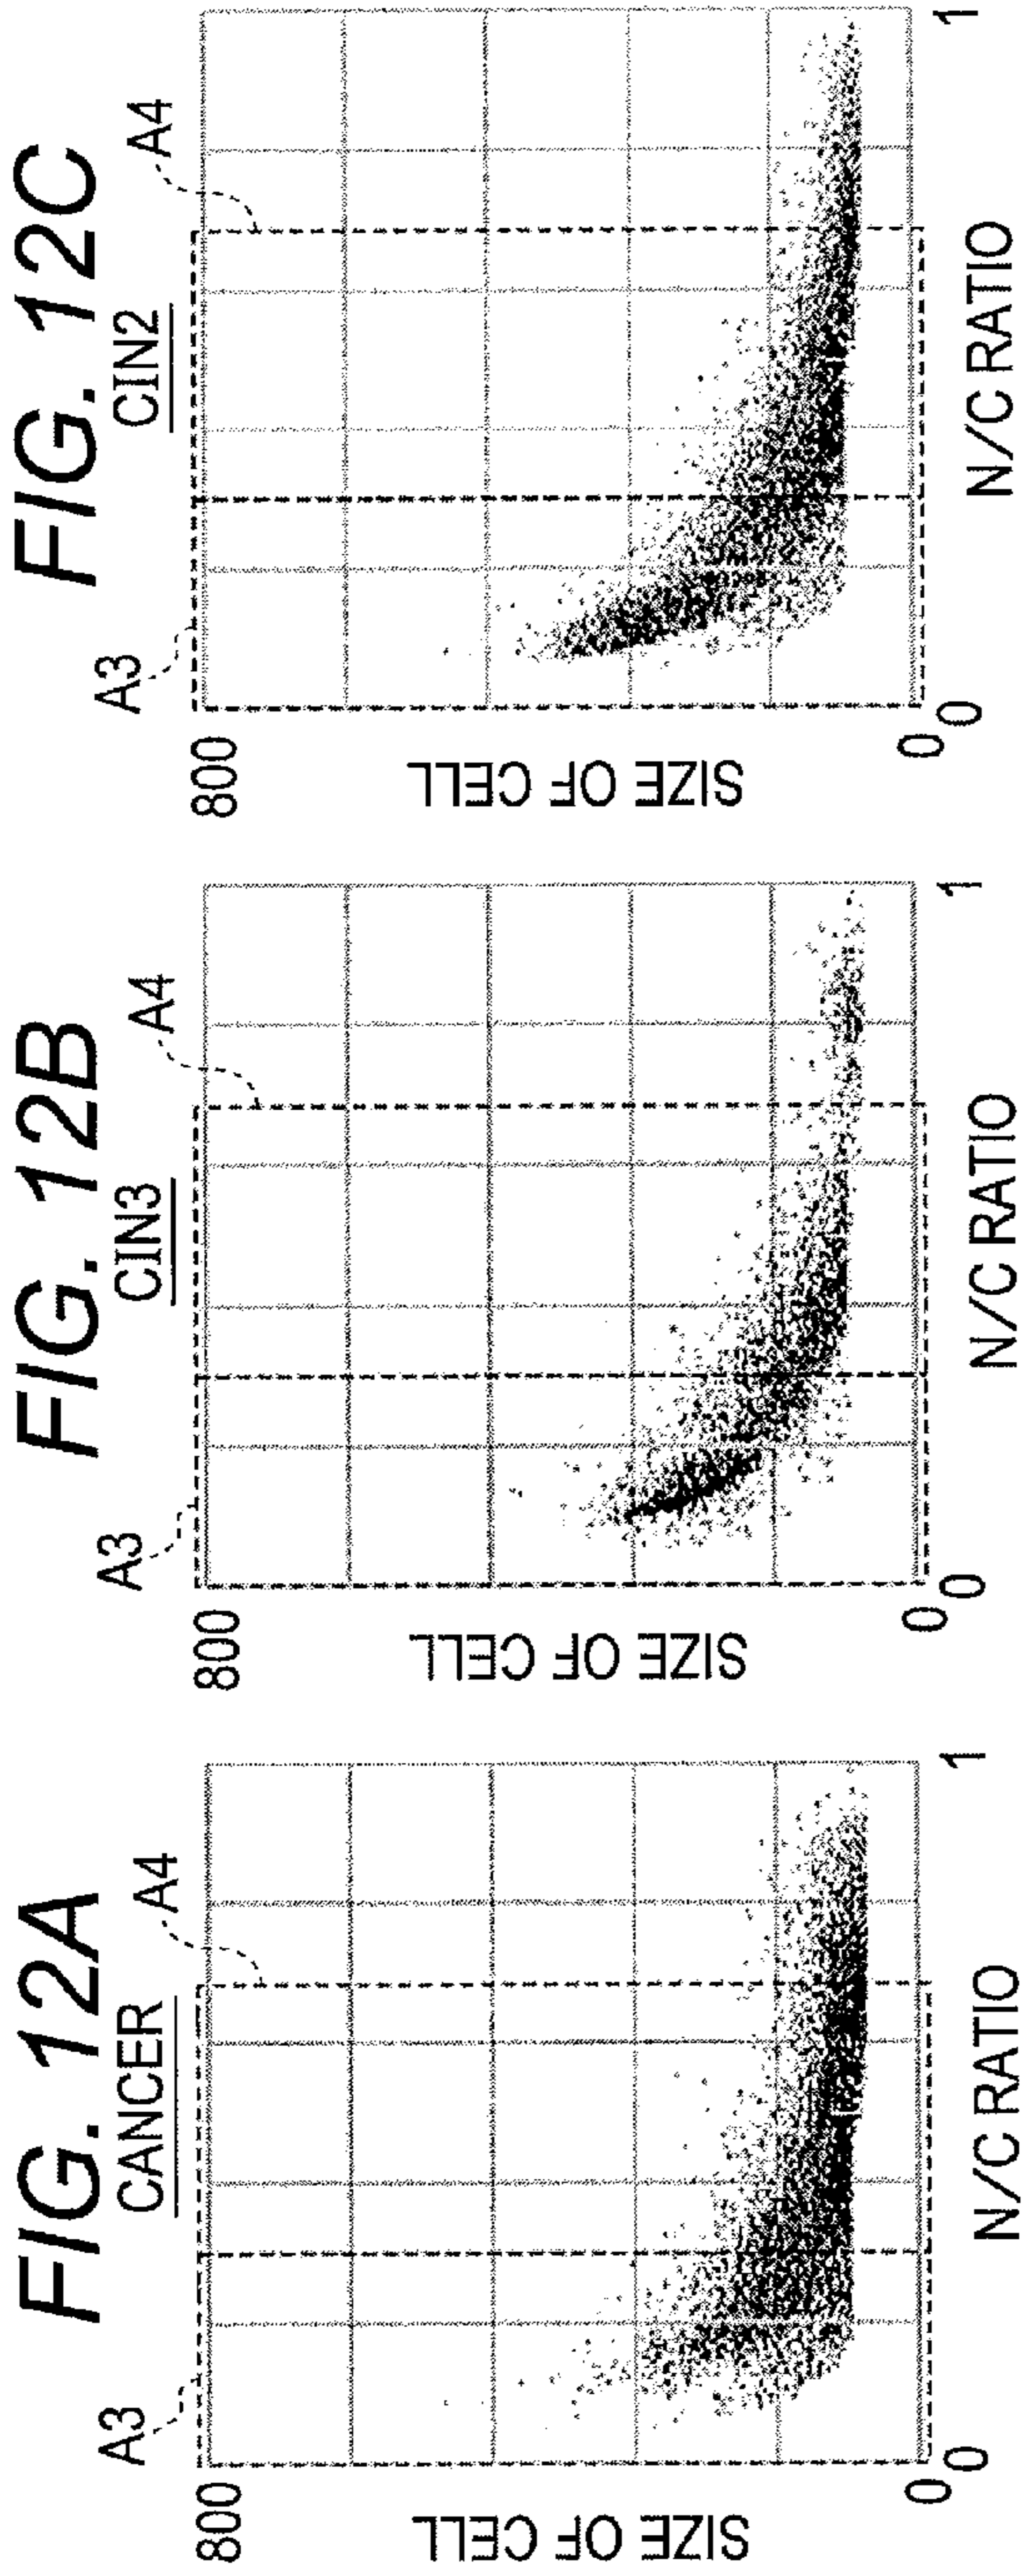 FIG. 12A
CANCER
A3
A4
800
SIZE OF CELL
0
0
1
N/C RATIO
FIG. 12B
CIN3
A3
A4
800
SIZE OF CELL
0
0
1
N/C RATIO
FIG. 12C
CIN2
A3
A4
800
SIZE OF CELL
0
0
1
N/C RATIO